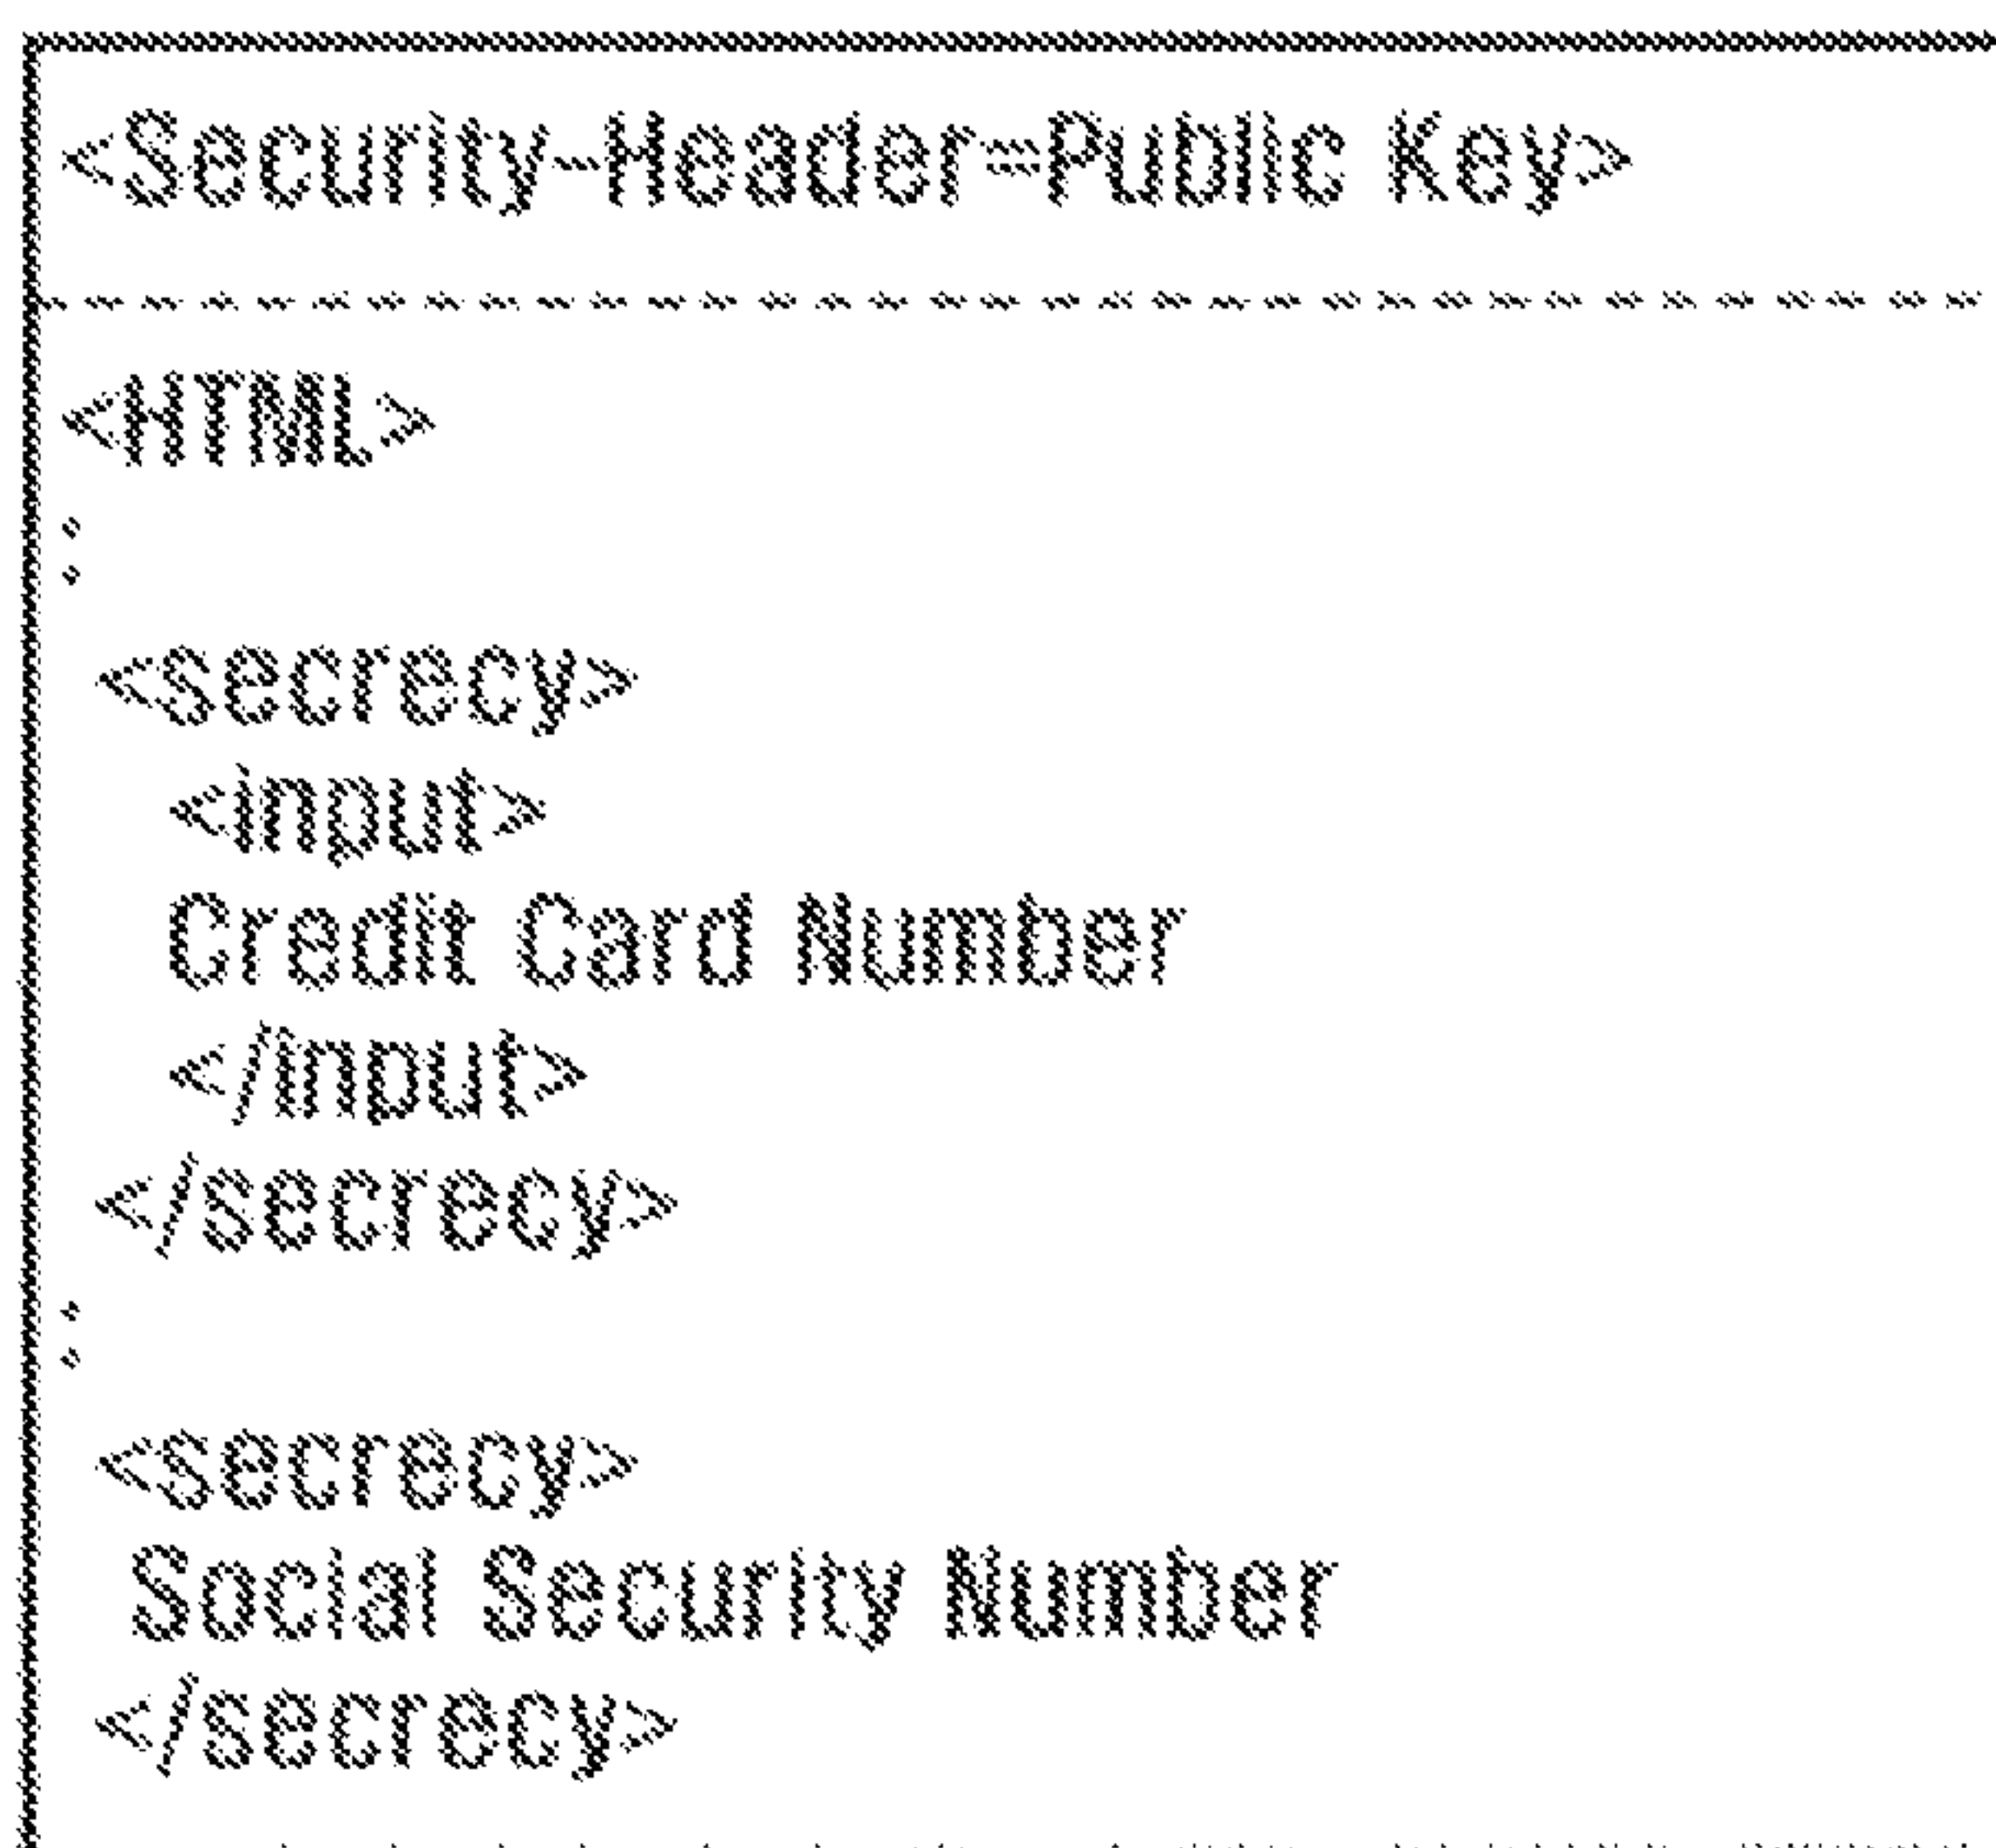 <Security-Header=Public Key>
<HTML>
:
<secrecy>
<input>
Credit Card Number
</input>
</secrecy>
:
<secrecy>
Social Security Number
</secrecy>